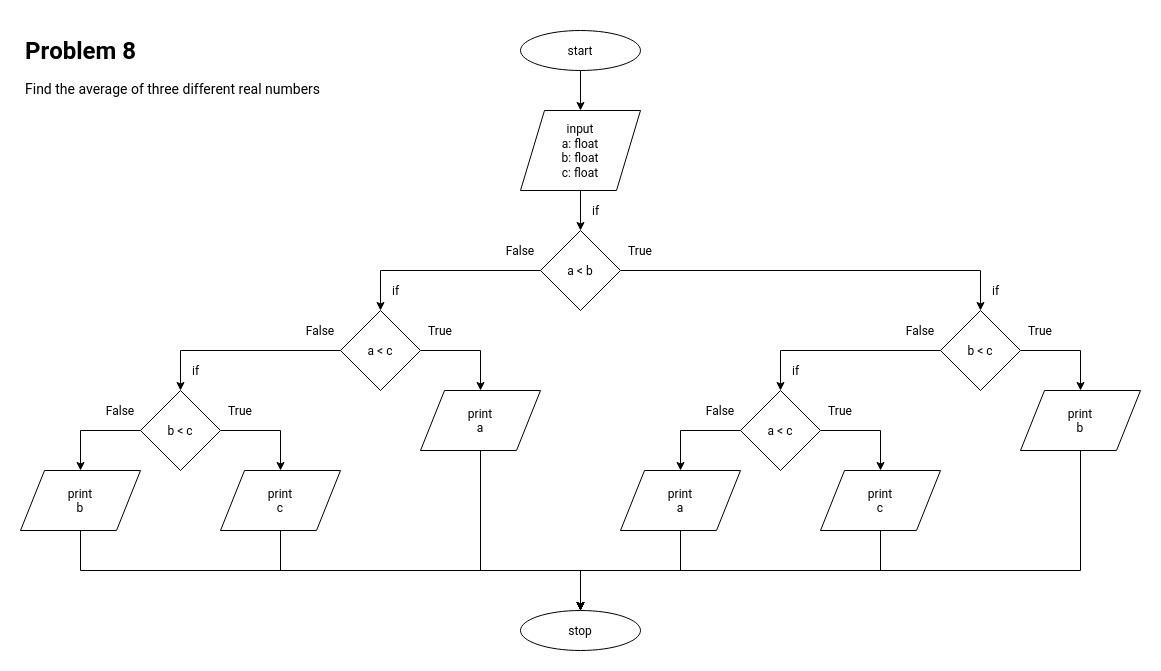 Problem 8
Find the average of three different real numbers
start
input
a: float
b: float
c: float
if
False
True
a < b
if
if
False
True
a < c
False
True
b < c
if
if
False
True
b < c
print
a
False
True
a < c
print
b
print
b
print
c
print
a
print
c
stop